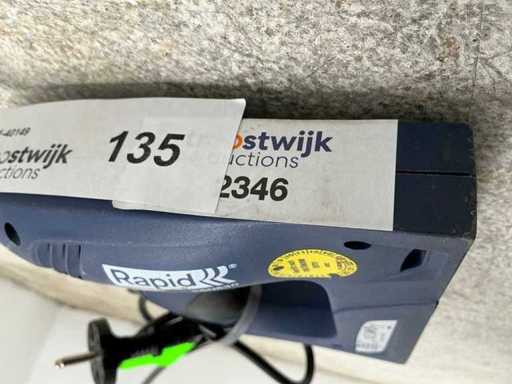 -40149
ostwijk
ctions
135
ostwijk
uctions
2346
Rapid